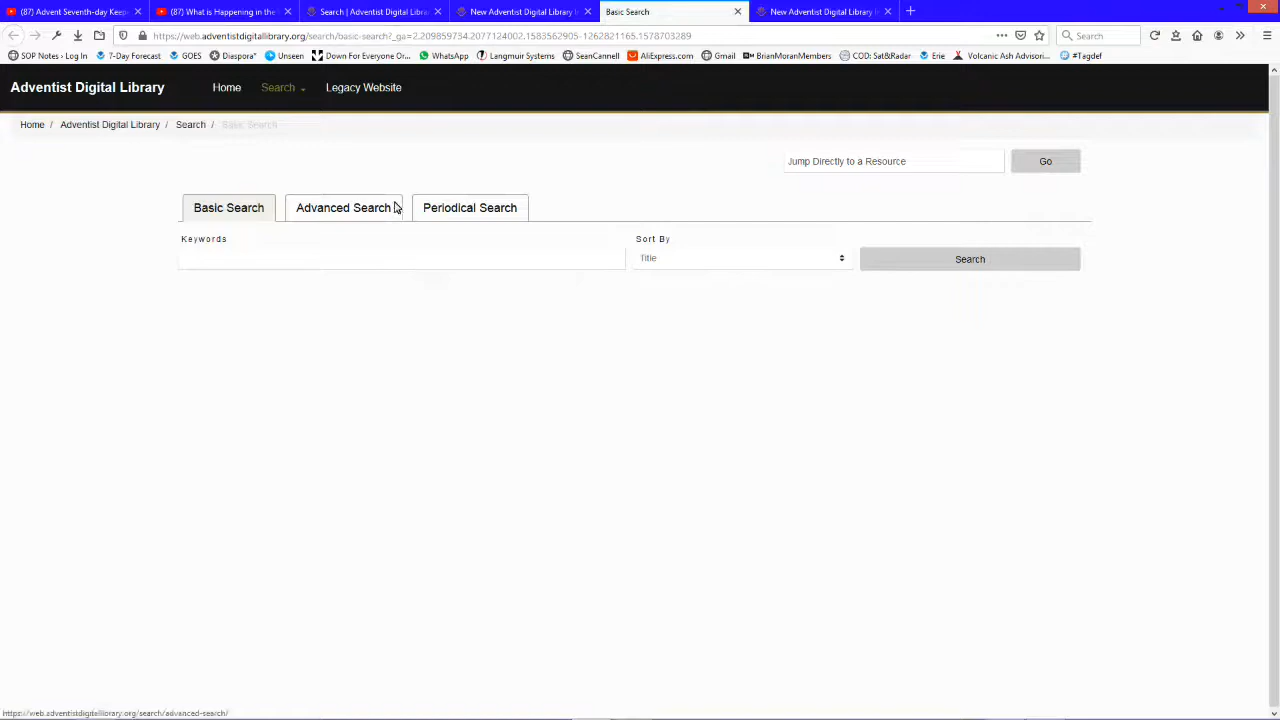 (87) Advent Seventh-day Keep
(87) What is Happening in the
Search | Adventist Digital Libra
New Adventist Digital Library I
Basic Search
New Adventist Digital Library I
https://web.adventistdigitallibrary.org/search/basic-search?_ga=2.209859734.2077124002.1583562905-1262821165.1578703289
Search
SOP Notes › Log In
7-Day Forecast
GOES
Diaspora*
Unseen
Down For Everyone Or...
WhatsApp
Langmuir Systems
SeanCannell
AliExpress.com
Gmail
BrianMoranMembers
COD: Sat&Radar
Erie
Volcanic Ash Advisori...
#Tagdef
Adventist Digital Library
Home
Search
Legacy Website
Home / Adventist Digital Library / Search / Basic Search
Jump Directly to a Resource
Go
Basic Search
Advanced Search
Periodical Search
Keywords
Sort By
Title
Search
https://web.adventistdigitallibrary.org/search/advanced-search/